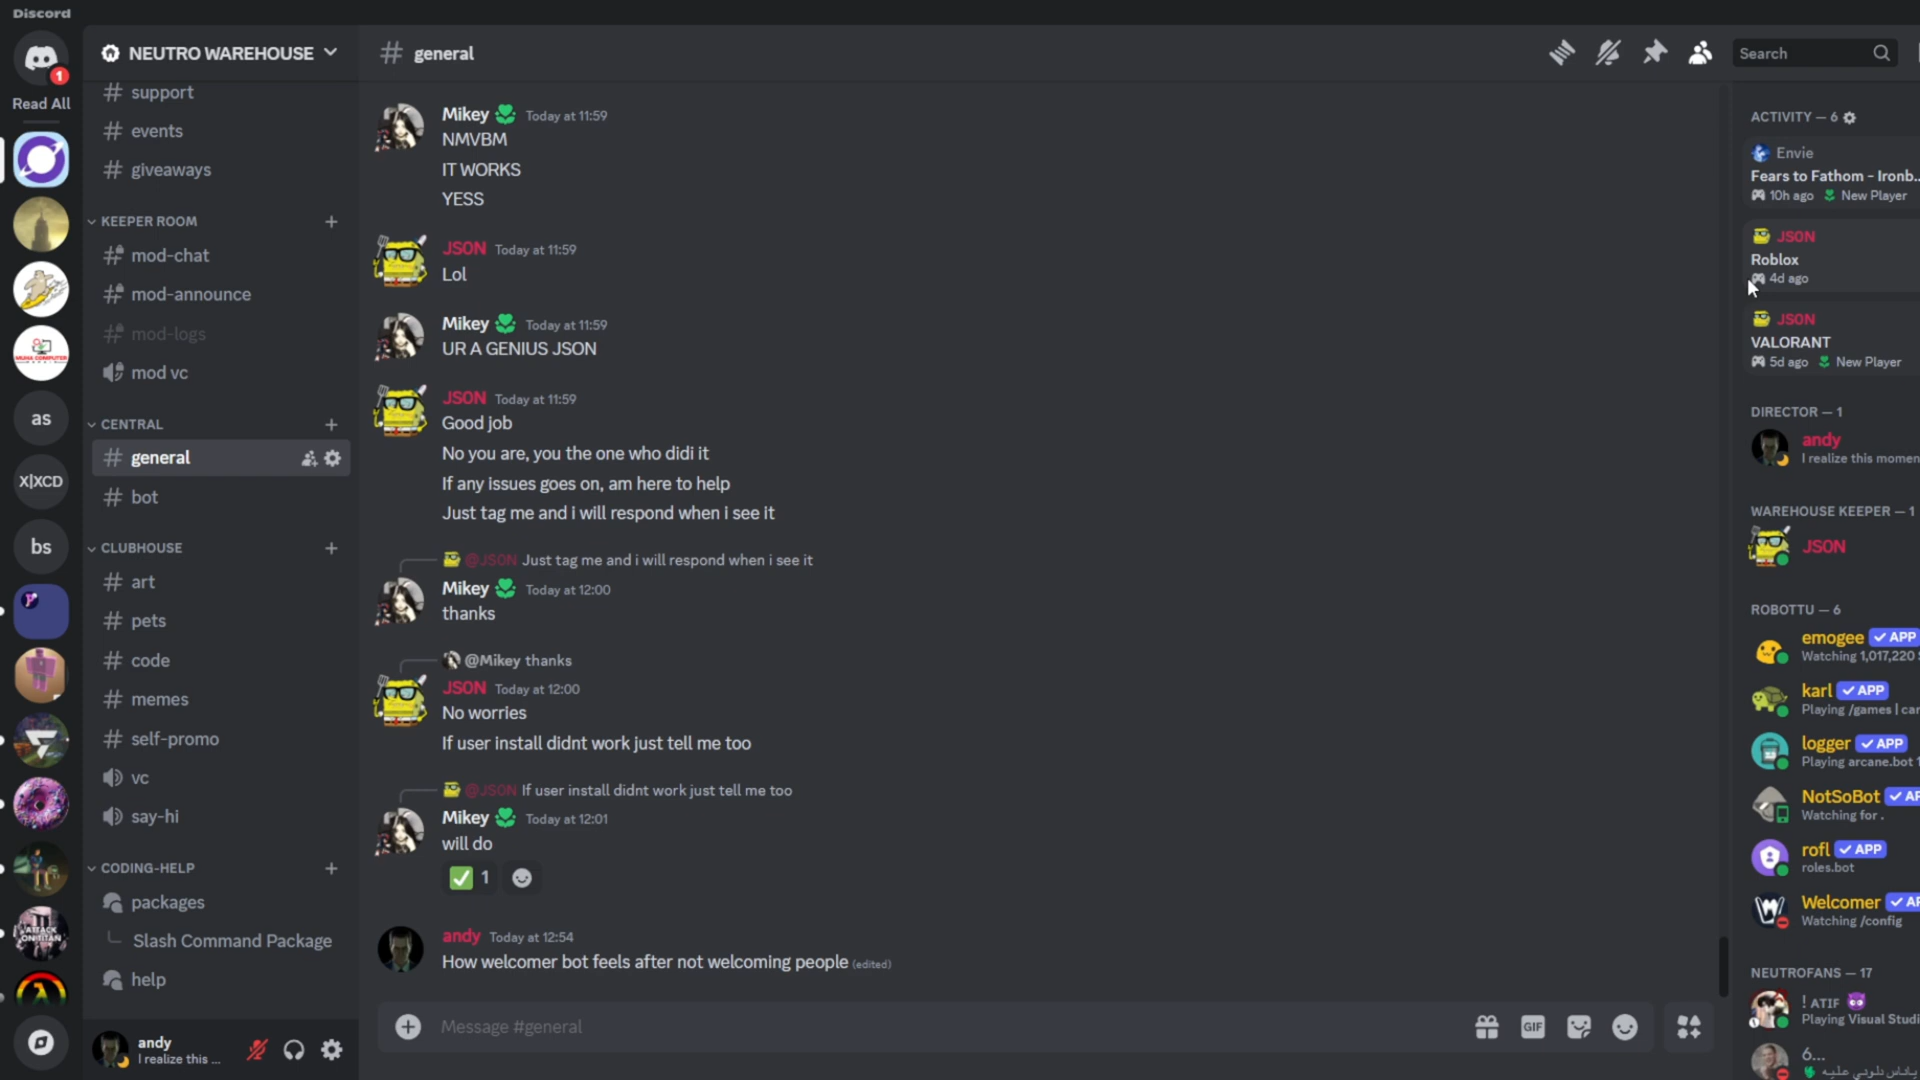 Discord
1
Read All
as
X|XCD
bs
NEUTRO WAREHOUSE
support
events
giveaways
KEEPER ROOM
mod-chat
mod-announce
mod-logs
mod vc
CENTRAL
general
bot
CLUBHOUSE
art
pets
code
memes
self-promo
vc
say-hi
CODING-HELP
packages
Slash Command Package
help
andy
I realize this ...
general
Search
Mikey Today at 11:59
NMVBM
IT WORKS
YESS
JSON Today at 11:59
Lol
Mikey Today at 11:59
UR A GENIUS JSON
JSON Today at 11:59
Good job
No you are, you the one who didi it
If any issues goes on, am here to help
Just tag me and i will respond when i see it
@JSON Just tag me and i will respond when i see it
Mikey Today at 12:00
thanks
@Mikey thanks
JSON Today at 12:00
No worries
If user install didnt work just tell me too
@JSON If user install didnt work just tell me too
Mikey Today at 12:01
will do
1
andy Today at 12:54
How welcomer bot feels after not welcoming people (edited)
Message #general
GIF
ACTIVITY — 6
Envie
Fears to Fathom - Ironb...
10h ago New Player
JSON
Roblox
4d ago
JSON
VALORANT
5d ago New Player
DIRECTOR — 1
andy
I realize this momen
WAREHOUSE KEEPER — 1
JSON
ROBOTTU — 6
emogee APP
Watching 1,017,220
karl APP
Playing /games | car
logger APP
Playing arcane.bot
NotSoBot AP
Watching for .
rofl APP
roles.bot
Welcomer AP
Watching /config
NEUTROFANS — 17
! ATIF
Playing Visual Studi
6...